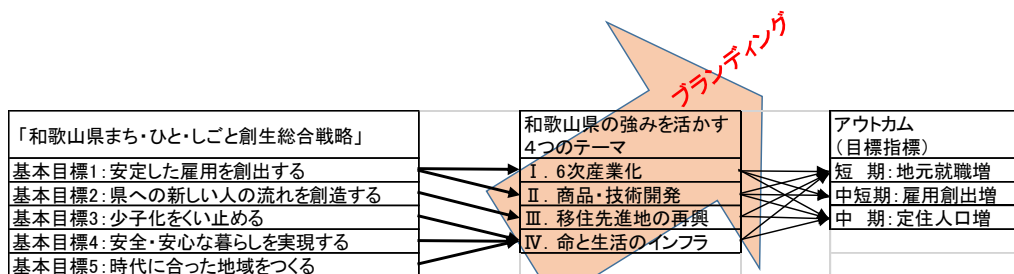 ブランディング
「和歌山県まち・ひと・しごと創生総合戦略」
基本目標1:安定した雇用を創出する
基本目標2:県への新しい人の流れを創造する
基本目標3:少子化をくい止める
基本目標4:安全・安心な暮らしを実現する
基本目標5:時代に合った地域をつくる
和歌山県の強みを活かす
4つのテーマ
Ⅰ. 6次産業化
Ⅱ. 商品・技術開発
Ⅲ. 移住先進地の再興
Ⅳ. 命と生活のインフラ
アウトカム
(目標指標)
短 期:地元就職増
中短期:雇用創出増
中 期:定住人口増